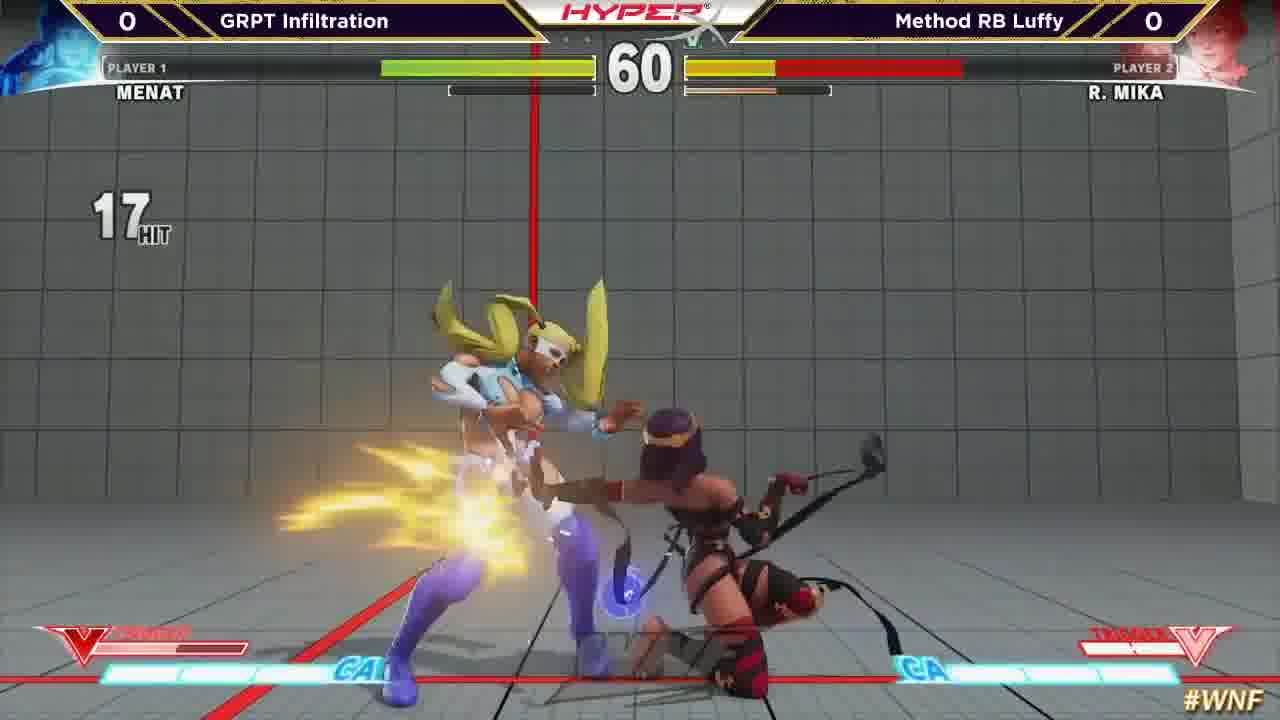 0 GRPT Infiltration HYPER X Method RB Luffy 0
PLAYER 1 60 PLAYER 2
MENAT R. MIKA
17 HIT
CA CA
#WNF